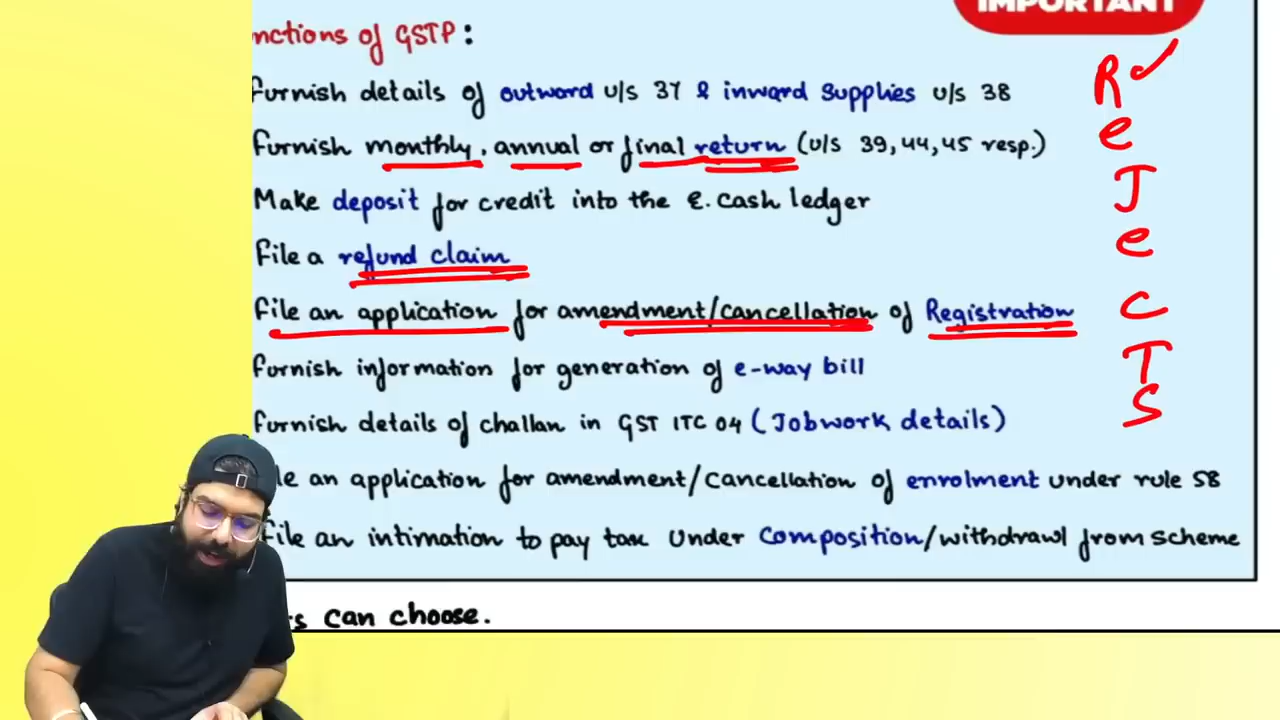 IMPORTANT
nctions of GSTP:
furnish details of outward u/s 37 & inward supplies u/s 38
furnish monthly, annual or final return (u/s 39,44,45 resp.)
Make deposit for credit into the E. cash ledger
file a refund claim
file an application for amendment/cancellation of Registration
furnish information for generation of e-way bill
furnish details of challan in GST ITC 04 (Jobwork details)
le an application for amendment/cancellation of enrolment under rule 58
file an intimation to pay tax under composition/withdrawl from scheme
s can choose.
R
e
J
e
c
T
S